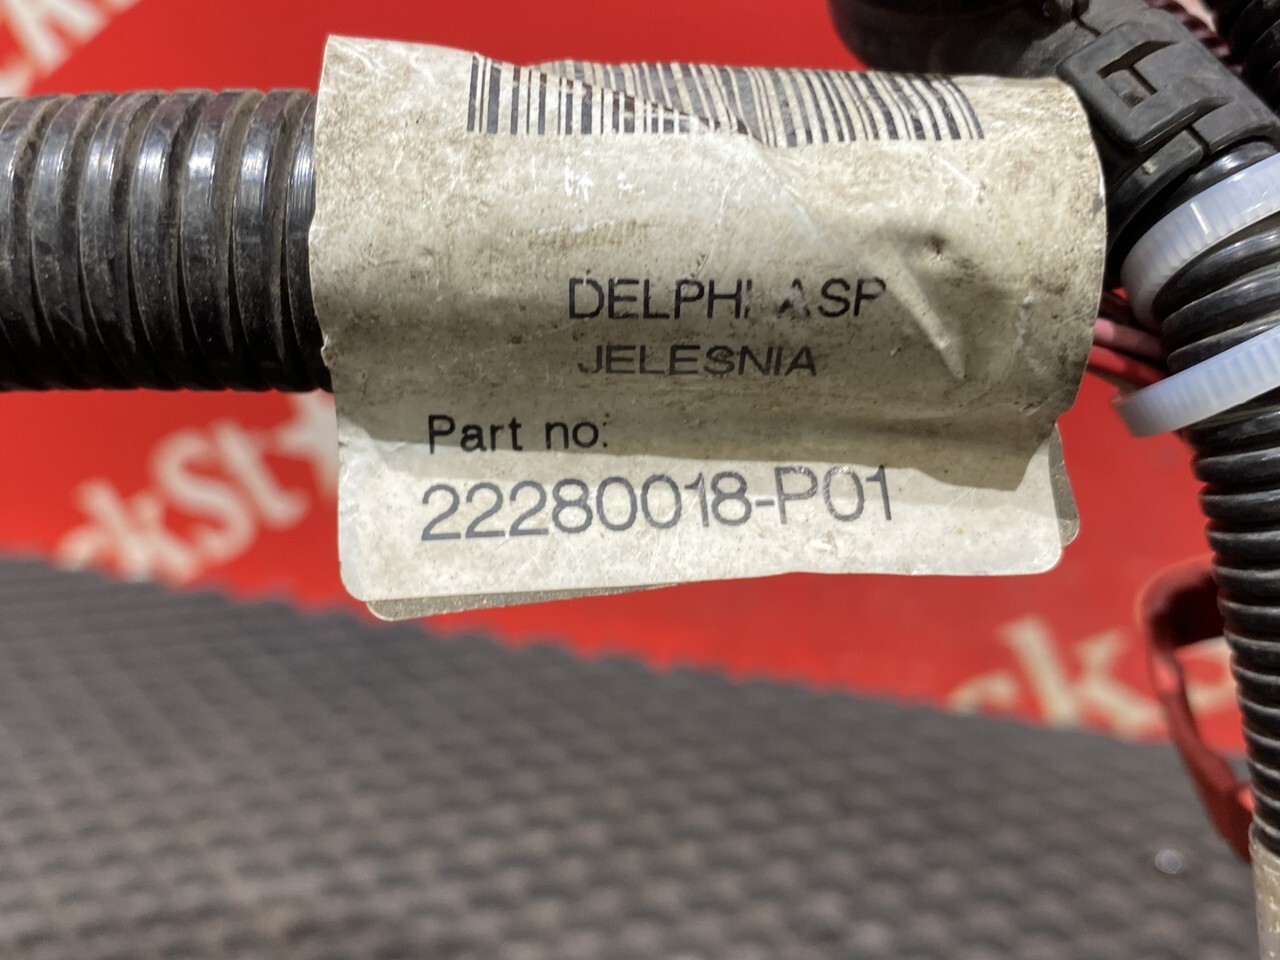 DELPHI ASP
JELESNIA
Part no:
22280018-P01